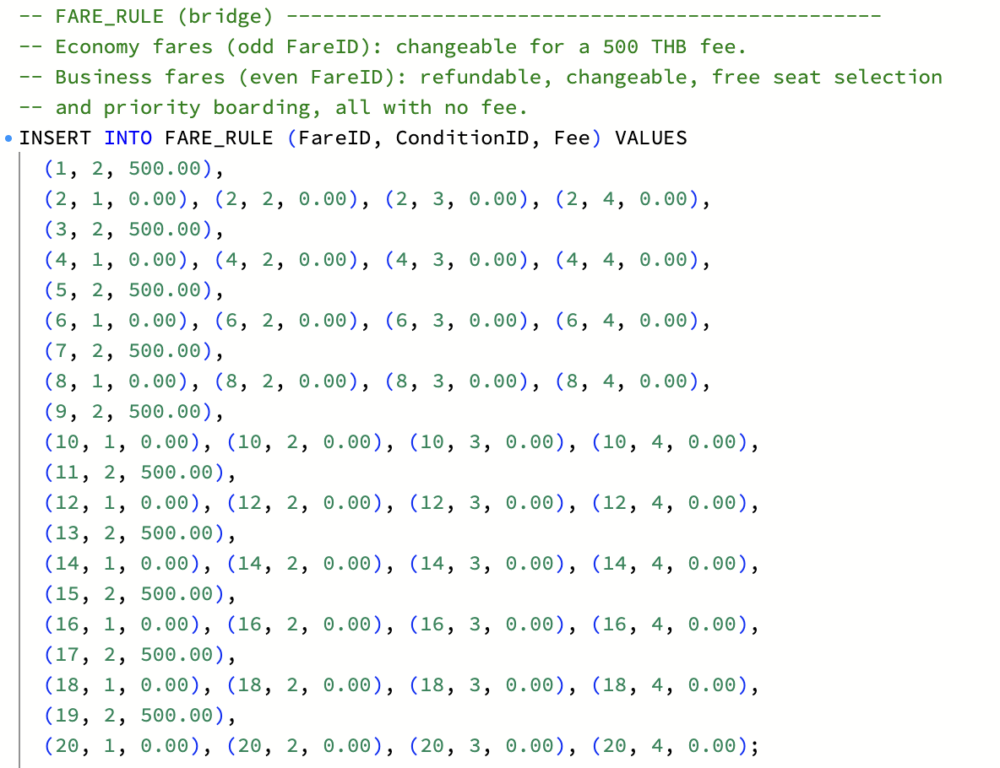 -- FARE_RULE (bridge) -------------------------------------------------
-- Economy fares (odd FareID): changeable for a 500 THB fee.
-- Business fares (even FareID): refundable, changeable, free seat selection
-- and priority boarding, all with no fee.
INSERT INTO FARE_RULE (FareID, ConditionID, Fee) VALUES
(1, 2, 500.00),
(2, 1, 0.00), (2, 2, 0.00), (2, 3, 0.00), (2, 4, 0.00),
(3, 2, 500.00),
(4, 1, 0.00), (4, 2, 0.00), (4, 3, 0.00), (4, 4, 0.00),
(5, 2, 500.00),
(6, 1, 0.00), (6, 2, 0.00), (6, 3, 0.00), (6, 4, 0.00),
(7, 2, 500.00),
(8, 1, 0.00), (8, 2, 0.00), (8, 3, 0.00), (8, 4, 0.00),
(9, 2, 500.00),
(10, 1, 0.00), (10, 2, 0.00), (10, 3, 0.00), (10, 4, 0.00),
(11, 2, 500.00),
(12, 1, 0.00), (12, 2, 0.00), (12, 3, 0.00), (12, 4, 0.00),
(13, 2, 500.00),
(14, 1, 0.00), (14, 2, 0.00), (14, 3, 0.00), (14, 4, 0.00),
(15, 2, 500.00),
(16, 1, 0.00), (16, 2, 0.00), (16, 3, 0.00), (16, 4, 0.00),
(17, 2, 500.00),
(18, 1, 0.00), (18, 2, 0.00), (18, 3, 0.00), (18, 4, 0.00),
(19, 2, 500.00),
(20, 1, 0.00), (20, 2, 0.00), (20, 3, 0.00), (20, 4, 0.00);